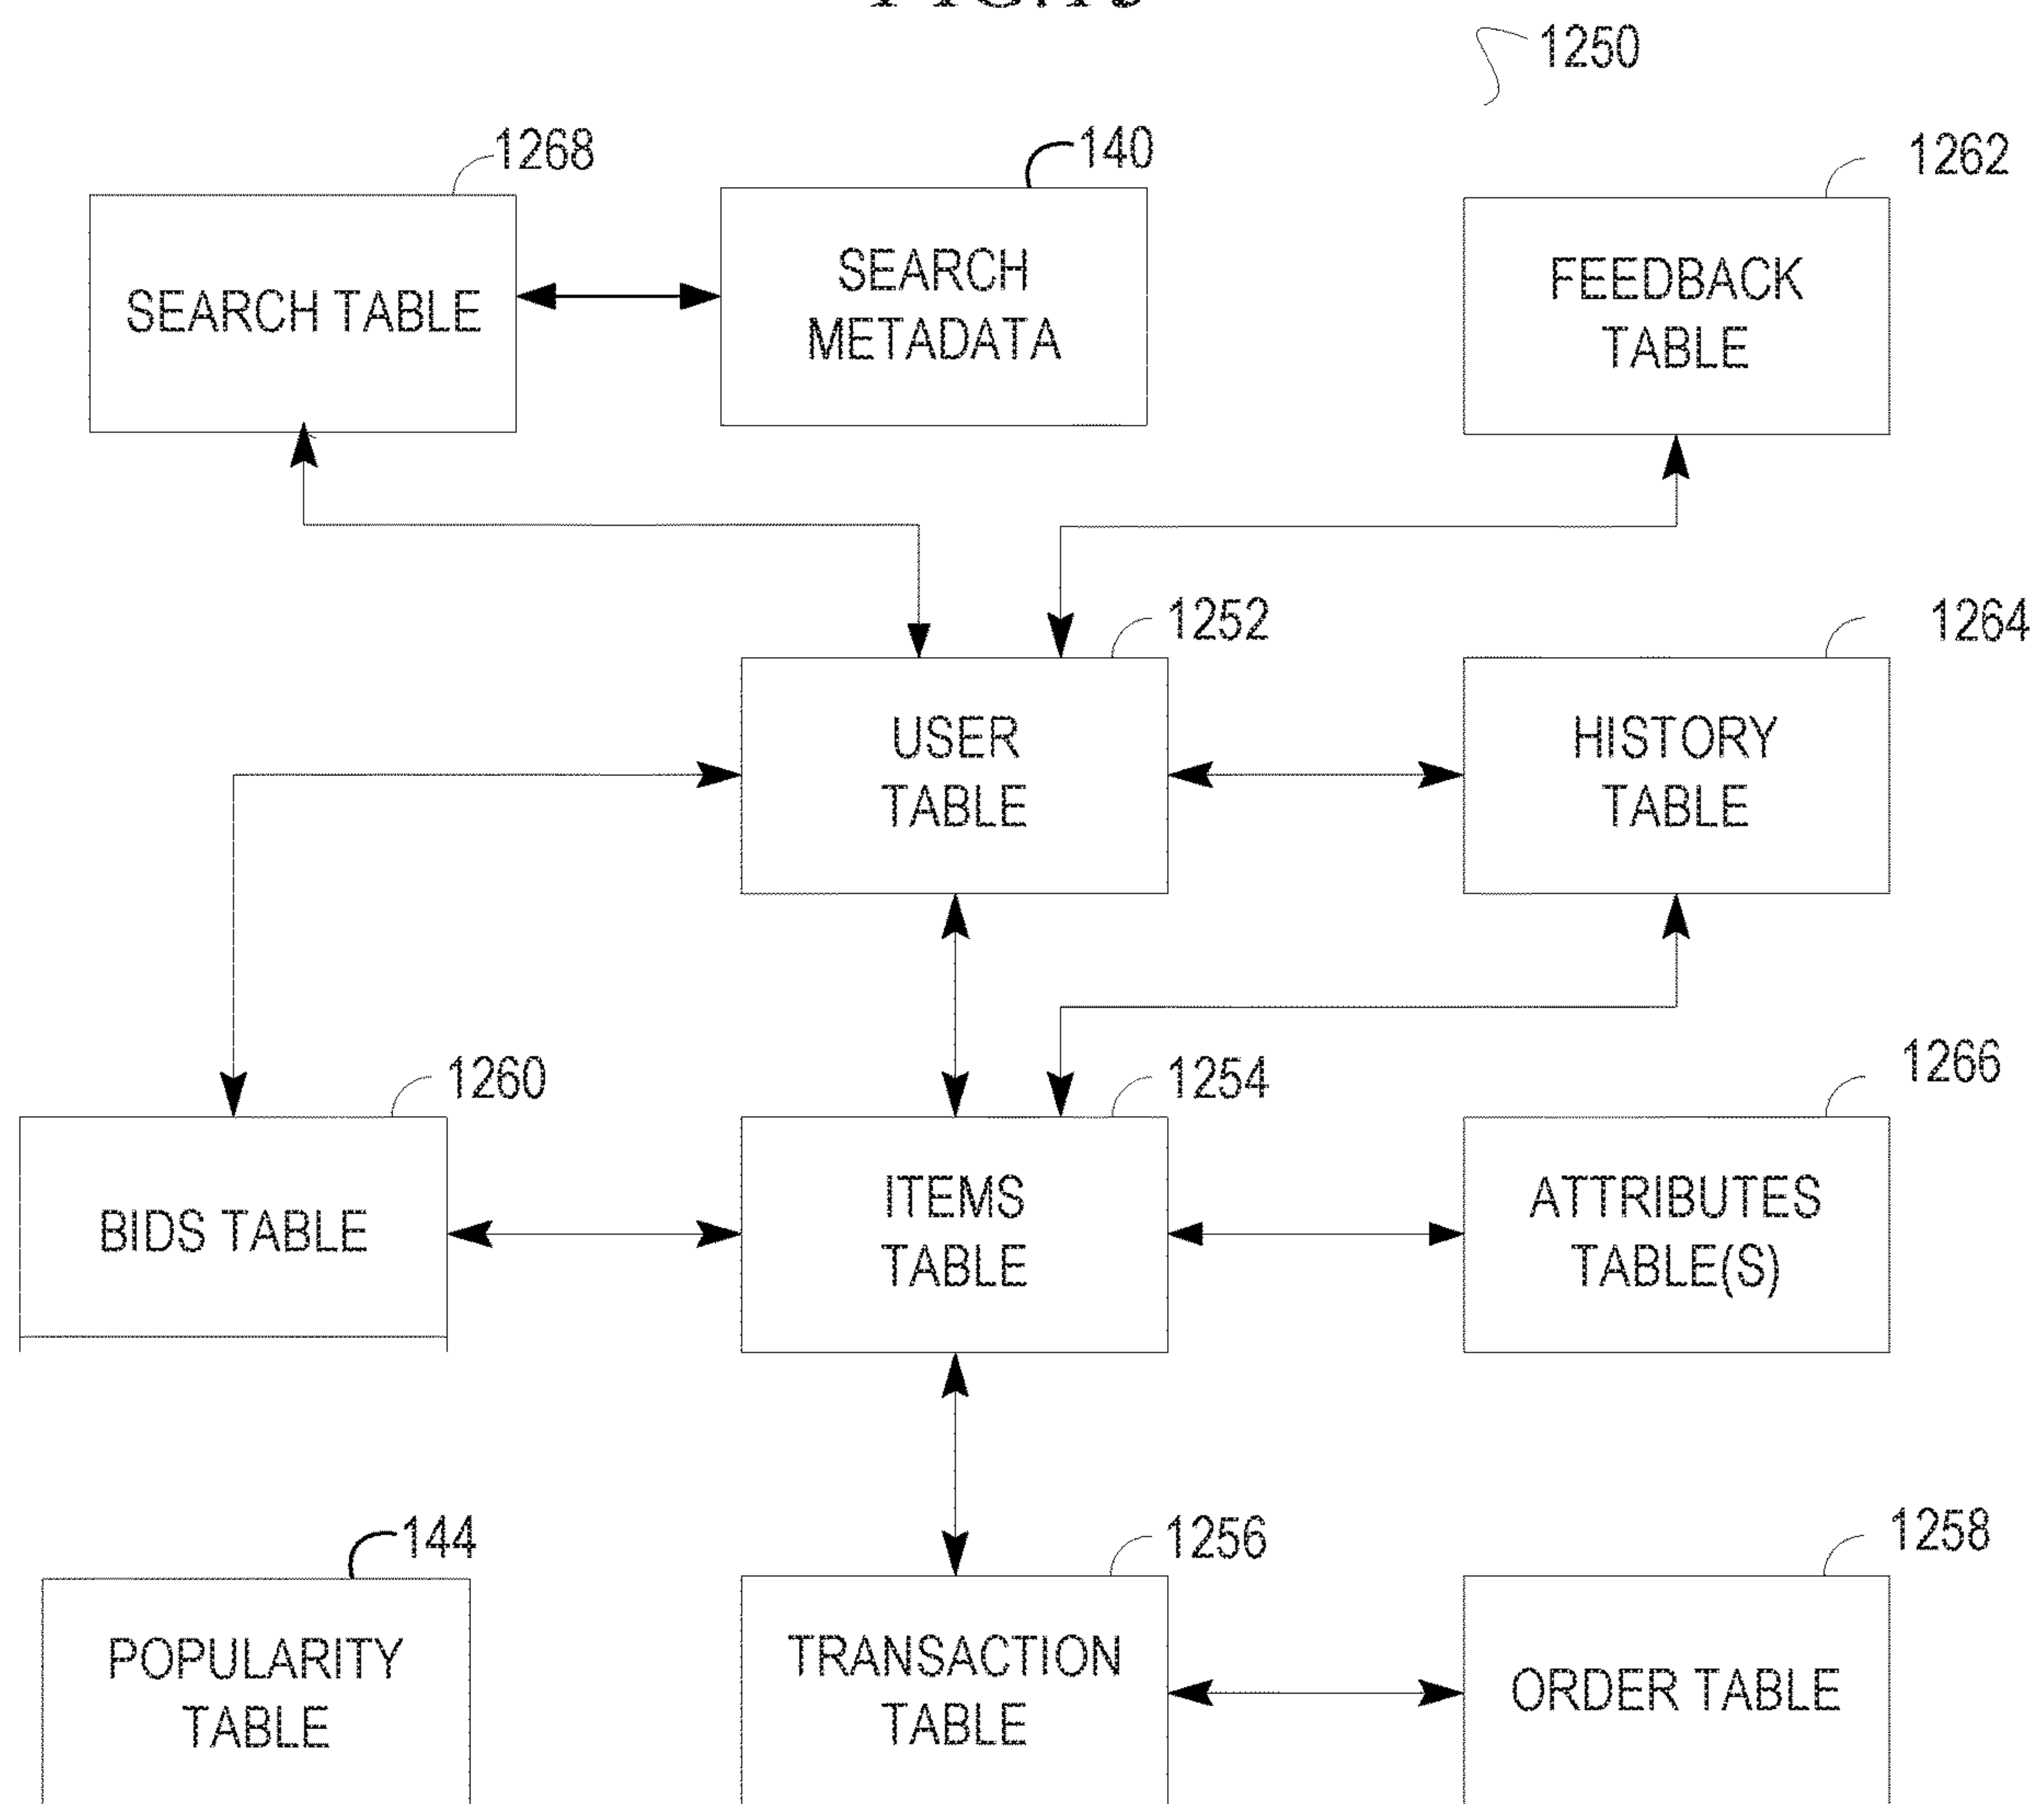 1250
1268
140
1262
SEARCH TABLE
SEARCH
METADATA
FEEDBACK
TABLE
1252
1264
USER
TABLE
HISTORY
TABLE
1260
1254
1266
BIDS TABLE
ITEMS
TABLE
ATTRIBUTES
TABLE(S)
144
1256
1258
POPULARITY
TABLE
TRANSACTION
TABLE
ORDER TABLE